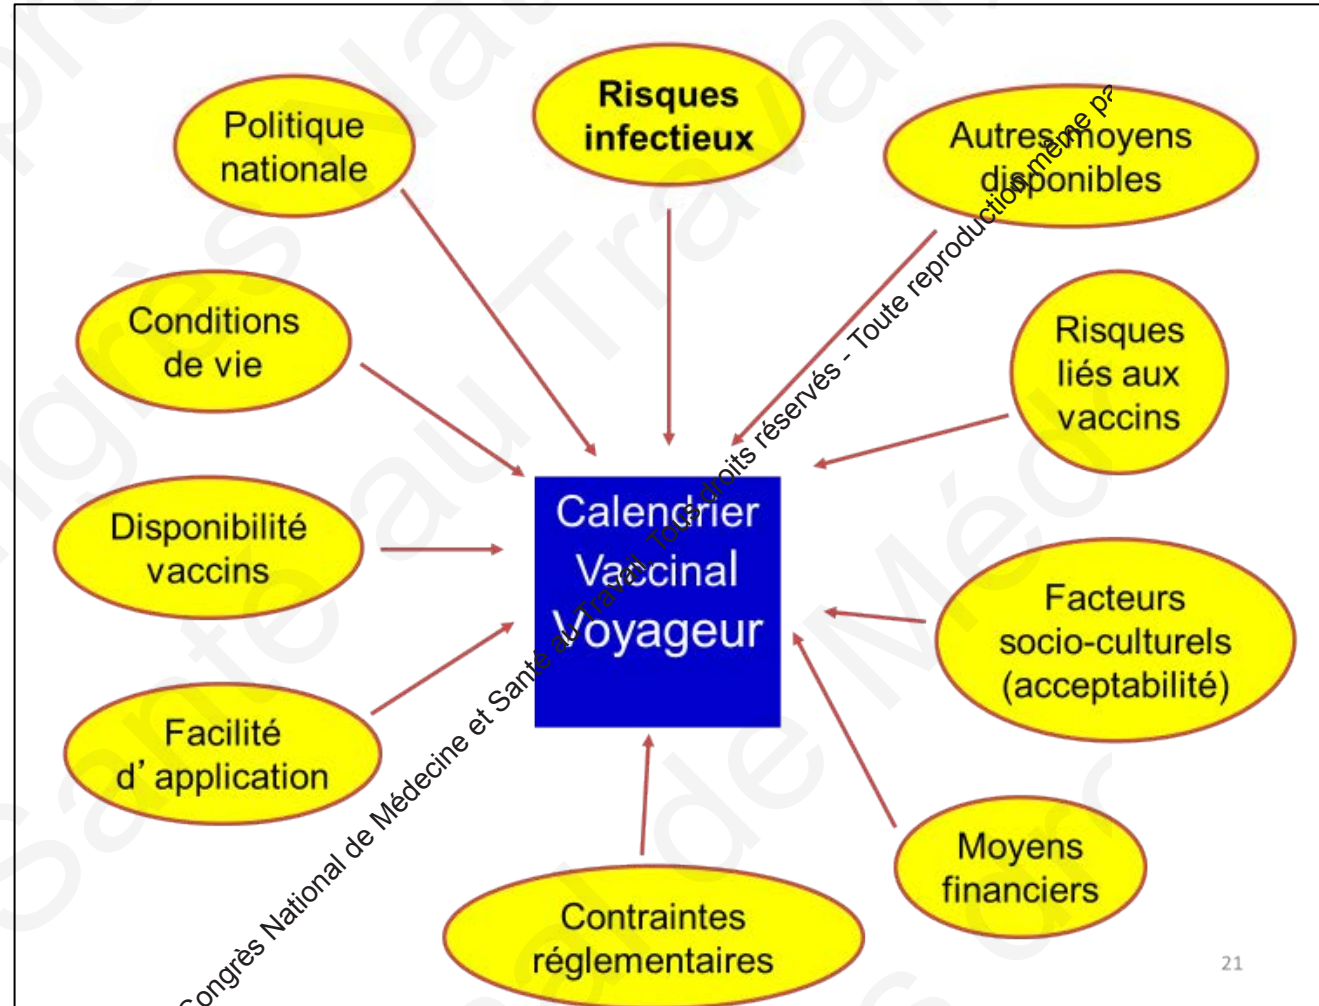 Politique
nationale
Risques
infectieux
Autres moyens
disponibles
Conditions
de vie
Risques
liés aux
vaccins
Disponibilité
vaccins
Calendrier
Vaccinal
Voyageur
Facteurs
socio-culturels
(acceptabilité)
Facilité
d’ application
Moyens
financiers
Contraintes
réglementaires
21
Congrès National de Médecine et Santé au Travail. Tous droits réservés - Toute reproduction même pa